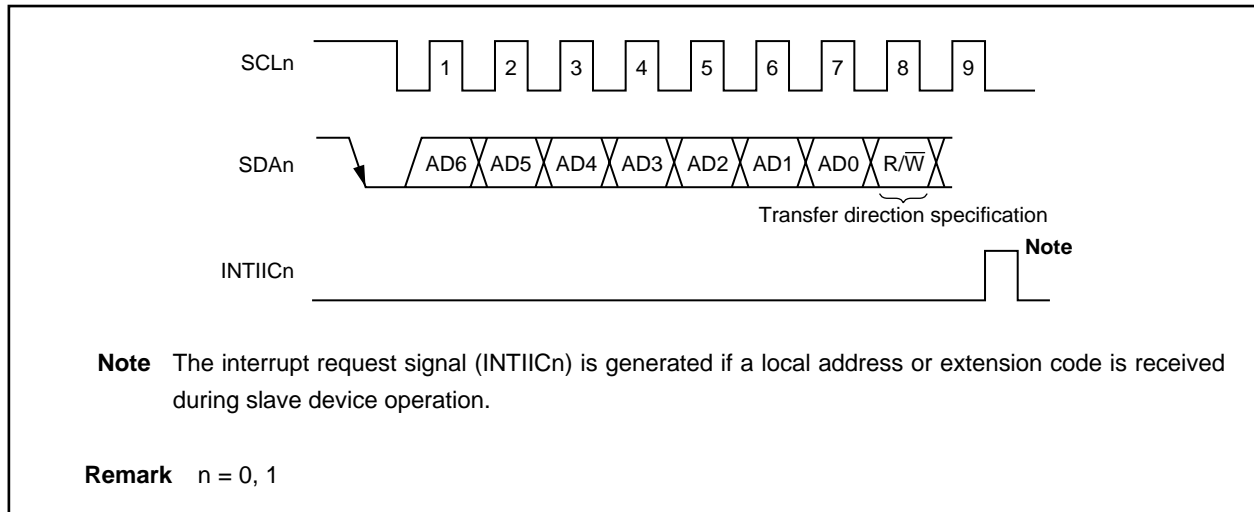 SCLn 1 2 3 4 5 6 7 8 9
SDAn AD6 AD5 AD4 AD3 AD2 AD1 AD0 R/W̅
Transfer direction specification
Note
INTIICn
Note The interrupt request signal (INTIICn) is generated if a local address or extension code is received
during slave device operation.
Remark n = 0, 1